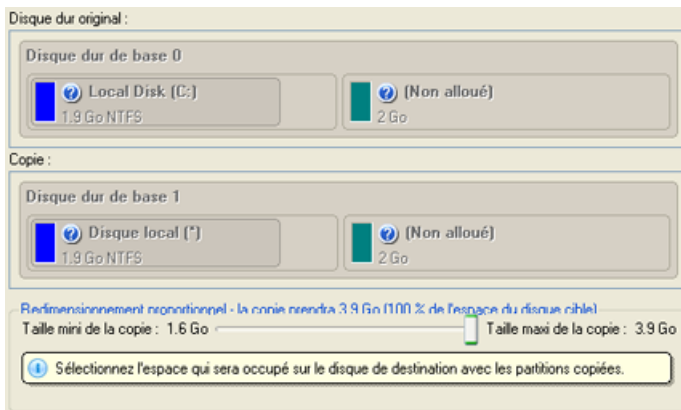 Disque dur original :
Disque dur de base 0
Local Disk (C:)
1.9 Go NTFS
(Non alloué)
2 Go
Copie :
Disque dur de base 1
Disque local (*)
1.9 Go NTFS
(Non alloué)
2 Go
Redimensionnement proportionnel - la copie prendra 3.9 Go (100 % de l'espace du disque cible)
Taille mini de la copie : 1.6 Go
Taille maxi de la copie : 3.9 Go
Sélectionnez l'espace qui sera occupé sur le disque de destination avec les partitions copiées.